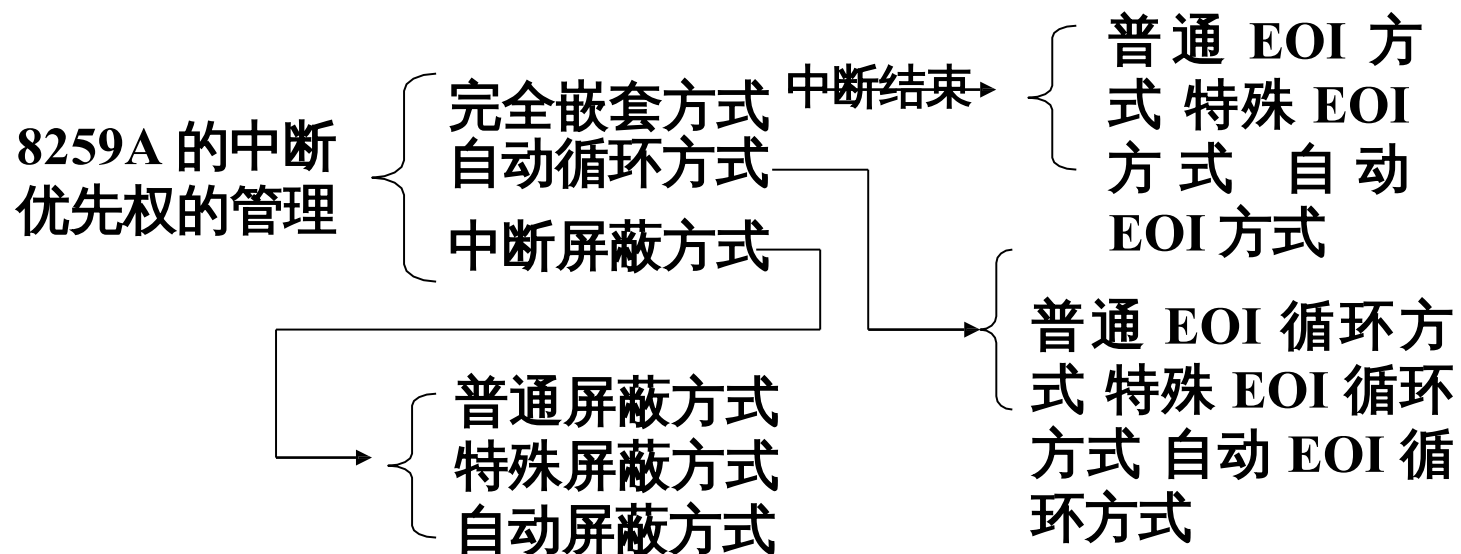 8259A 的中断
优先权的管理
完全嵌套方式
自动循环方式
中断屏蔽方式
中断结束
普通 EOI 方
式 特殊 EOI
方式 自动
EOI 方式
普通 EOI 循环方
式 特殊 EOI 循环
方式 自动 EOI 循
环方式
普通屏蔽方式
特殊屏蔽方式
自动屏蔽方式